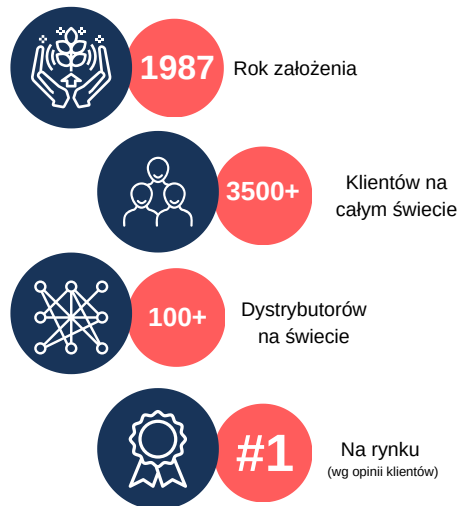 1987
Rok założenia
3500+
Klientów na
całym świecie
100+
Dystrybutorów
na świecie
#1
Na rynku
(wg opinii klientów)